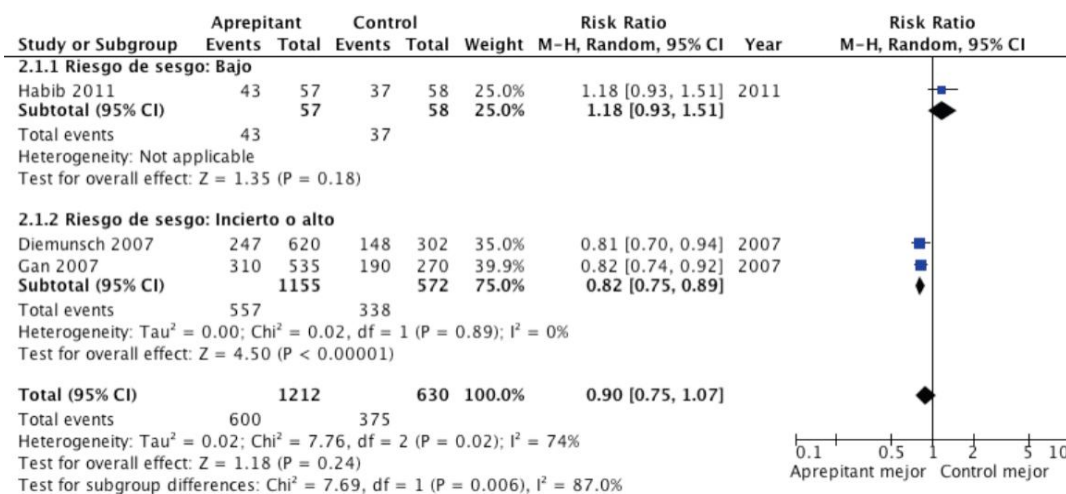 Aprepitant Control Risk Ratio Risk Ratio
Study or Subgroup Events Total Events Total Weight M-H, Random, 95% CI Year M-H, Random, 95% CI
2.1.1 Riesgo de sesgo: Bajo
Habib 2011 43 57 37 58 25.0% 1.18 [0.93, 1.51] 2011
Subtotal (95% CI) 57 58 25.0% 1.18 [0.93, 1.51]
Total events 43 37
Heterogeneity: Not applicable
Test for overall effect: Z = 1.35 (P = 0.18)
2.1.2 Riesgo de sesgo: Incierto o alto
Diemunsch 2007 247 620 148 302 35.0% 0.81 [0.70, 0.94] 2007
Gan 2007 310 535 190 270 39.9% 0.82 [0.74, 0.92] 2007
Subtotal (95% CI) 1155 572 75.0% 0.82 [0.75, 0.89]
Total events 557 338
Heterogeneity: Tau² = 0.00; Chi² = 0.02, df = 1 (P = 0.89); I² = 0%
Test for overall effect: Z = 4.50 (P < 0.00001)
Total (95% CI) 1212 630 100.0% 0.90 [0.75, 1.07]
Total events 600 375
Heterogeneity: Tau² = 0.02; Chi² = 7.76, df = 2 (P = 0.02); I² = 74%
Test for overall effect: Z = 1.18 (P = 0.24)
Test for subgroup differences: Chi² = 7.69, df = 1 (P = 0.006), I² = 87.0%
0.1 0.5 1 2 5 10
Aprepitant mejor Control mejor